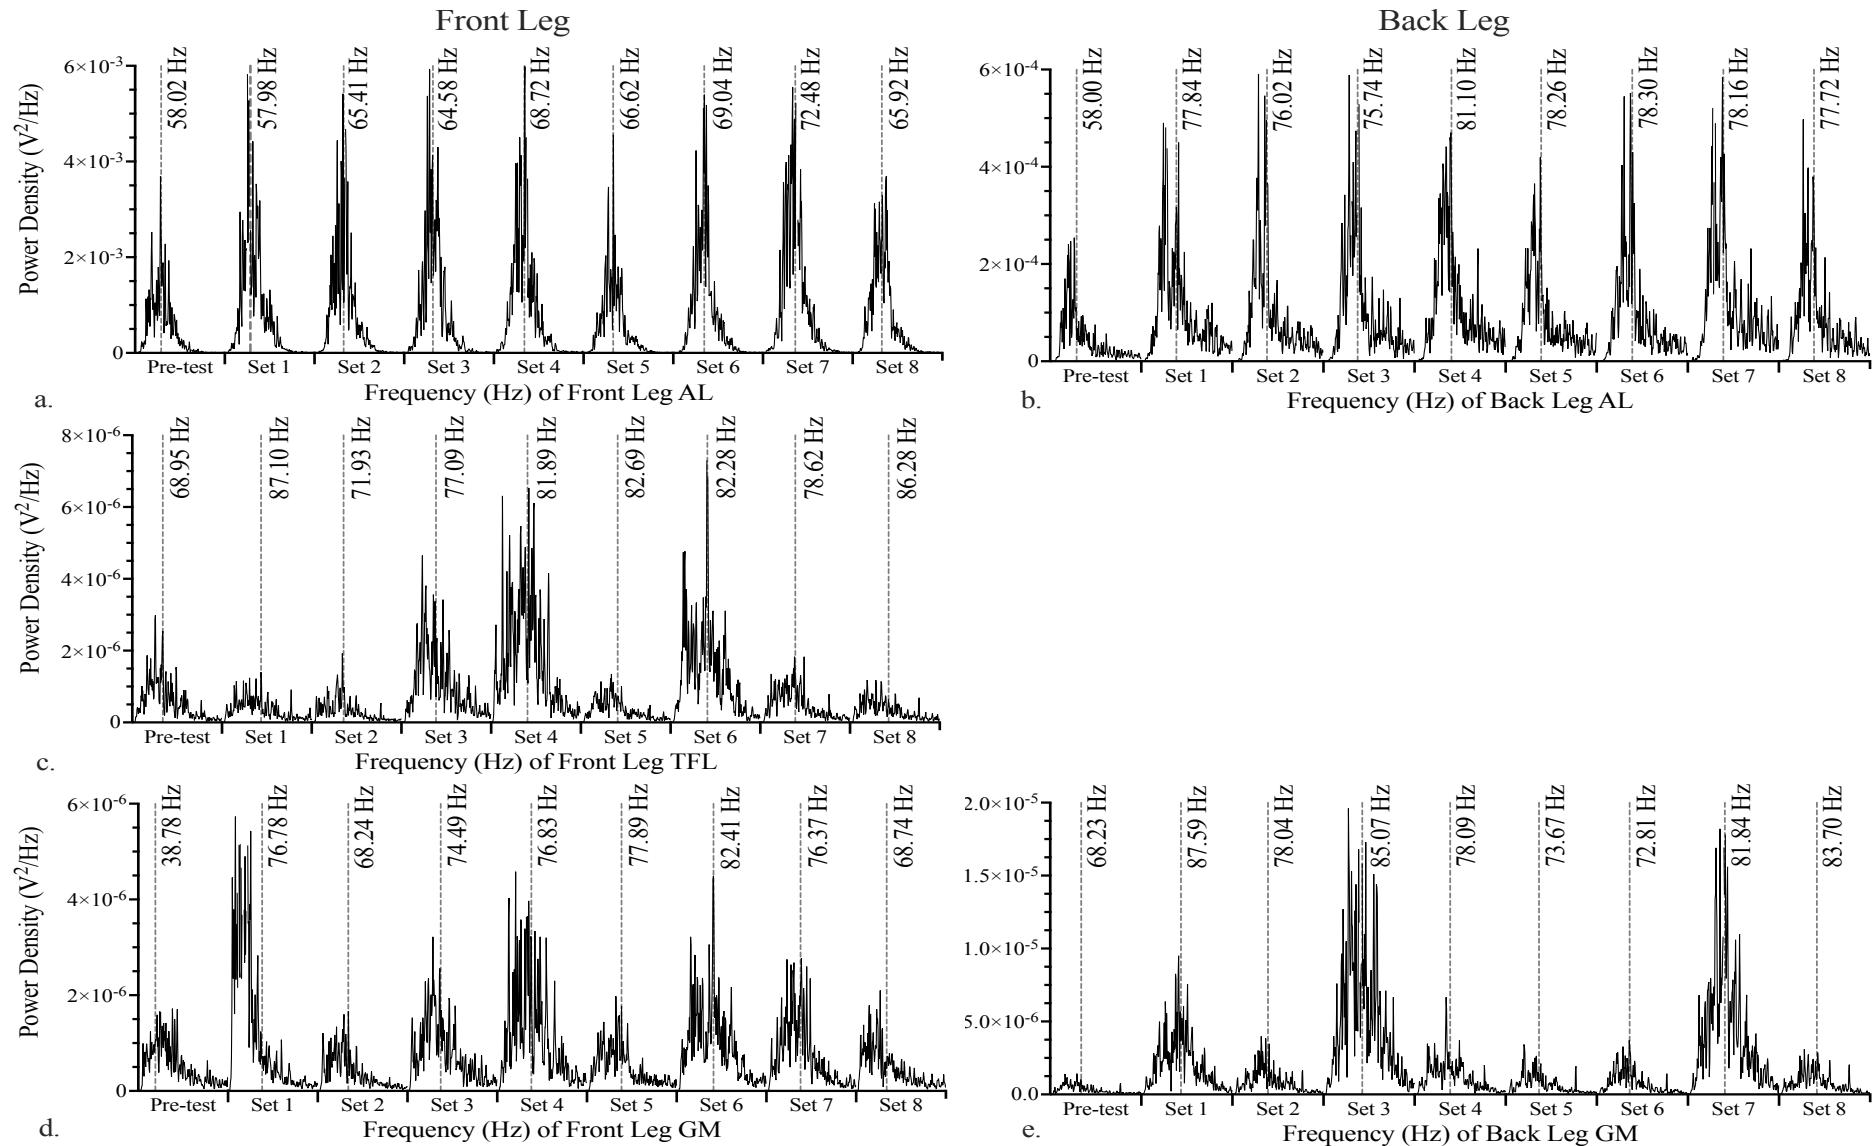 Front Leg
Back Leg
Power Density (V²/Hz)
6×10⁻³
4×10⁻³
2×10⁻³
0
58.02 Hz
57.98 Hz
65.41 Hz
64.58 Hz
68.72 Hz
66.62 Hz
69.04 Hz
72.48 Hz
65.92 Hz
Pre-test Set 1 Set 2 Set 3 Set 4 Set 5 Set 6 Set 7 Set 8
Frequency (Hz) of Front Leg AL
a.
Power Density (V²/Hz)
6×10⁻⁴
4×10⁻⁴
2×10⁻⁴
0
58.00 Hz
77.84 Hz
76.02 Hz
75.74 Hz
81.10 Hz
78.26 Hz
78.30 Hz
78.16 Hz
77.72 Hz
Pre-test Set 1 Set 2 Set 3 Set 4 Set 5 Set 6 Set 7 Set 8
Frequency (Hz) of Back Leg AL
b.
Power Density (V²/Hz)
8×10⁻⁶
6×10⁻⁶
4×10⁻⁶
2×10⁻⁶
0
68.95 Hz
87.10 Hz
71.93 Hz
77.09 Hz
81.89 Hz
82.69 Hz
82.28 Hz
78.62 Hz
86.28 Hz
Pre-test Set 1 Set 2 Set 3 Set 4 Set 5 Set 6 Set 7 Set 8
Frequency (Hz) of Front Leg TFL
c.
Power Density (V²/Hz)
6×10⁻⁶
4×10⁻⁶
2×10⁻⁶
0
38.78 Hz
76.78 Hz
68.24 Hz
74.49 Hz
76.83 Hz
77.89 Hz
82.41 Hz
76.37 Hz
68.74 Hz
Pre-test Set 1 Set 2 Set 3 Set 4 Set 5 Set 6 Set 7 Set 8
Frequency (Hz) of Front Leg GM
d.
Power Density (V²/Hz)
2.0×10⁻⁵
1.5×10⁻⁵
1.0×10⁻⁵
5.0×10⁻⁶
0.0
68.23 Hz
87.59 Hz
78.04 Hz
85.07 Hz
78.09 Hz
73.67 Hz
72.81 Hz
81.84 Hz
83.70 Hz
Pre-test Set 1 Set 2 Set 3 Set 4 Set 5 Set 6 Set 7 Set 8
Frequency (Hz) of Back Leg GM
e.